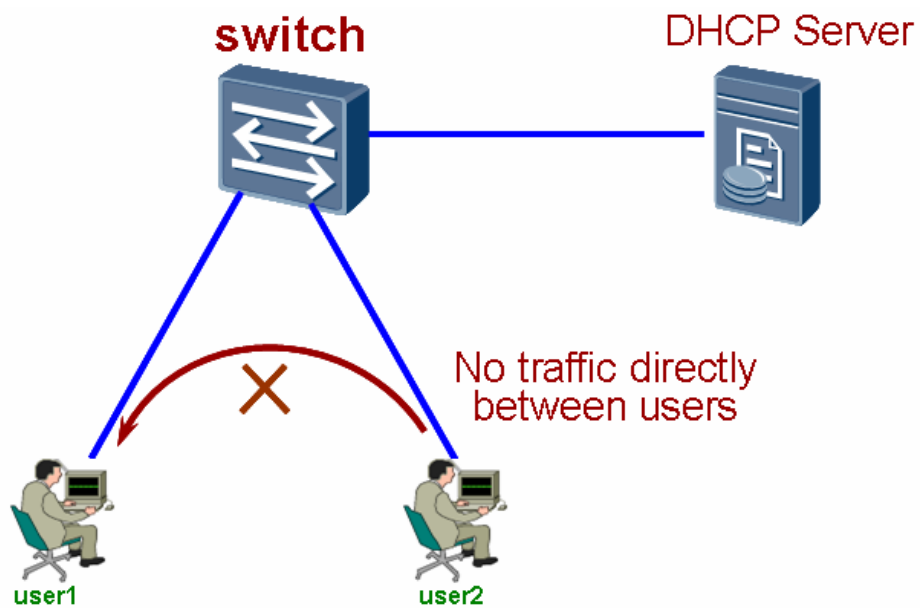 switch
DHCP Server
No traffic directly
between users
user1
user2